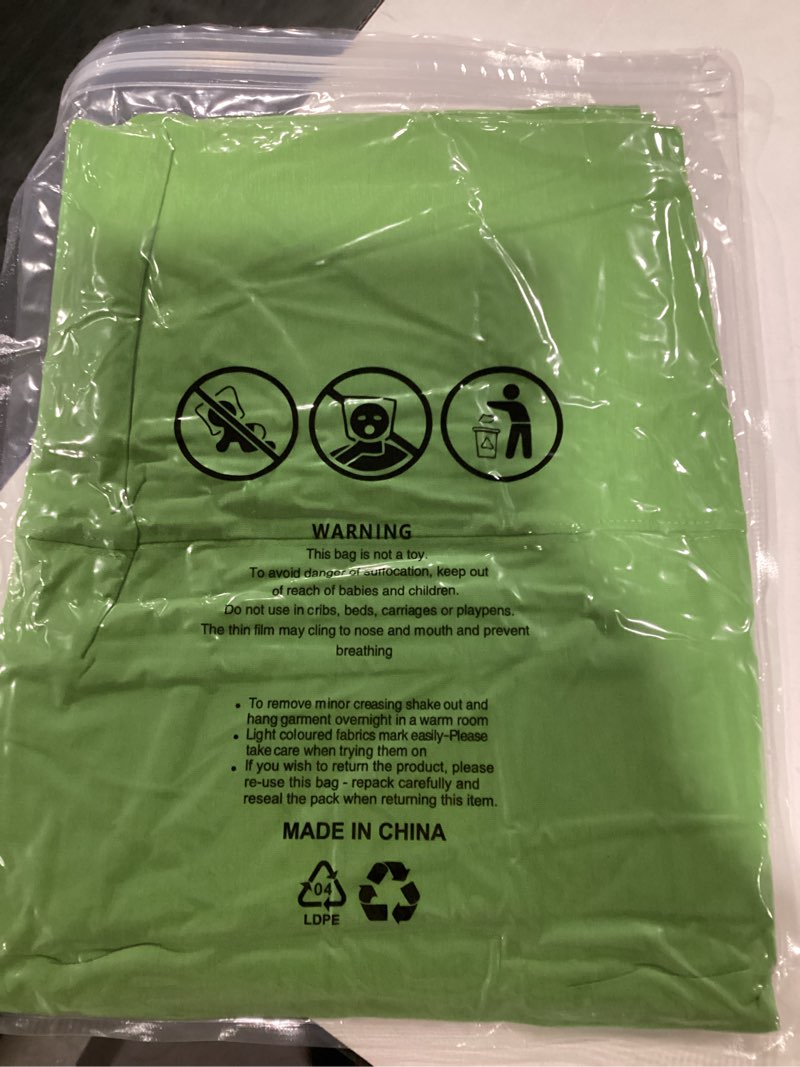 WARNING
This bag is not a toy.
To avoid danger of suffocation, keep out
of reach of babies and children.
Do not use in cribs, beds, carriages or playpens.
The thin film may cling to nose and mouth and prevent
breathing
• To remove minor creasing shake out and
hang garment overnight in a warm room
• Light coloured fabrics mark easily-Please
take care when trying them on
• If you wish to return the product, please
re-use this bag - repack carefully and
reseal the pack when returning this item.
MADE IN CHINA
04
LDPE